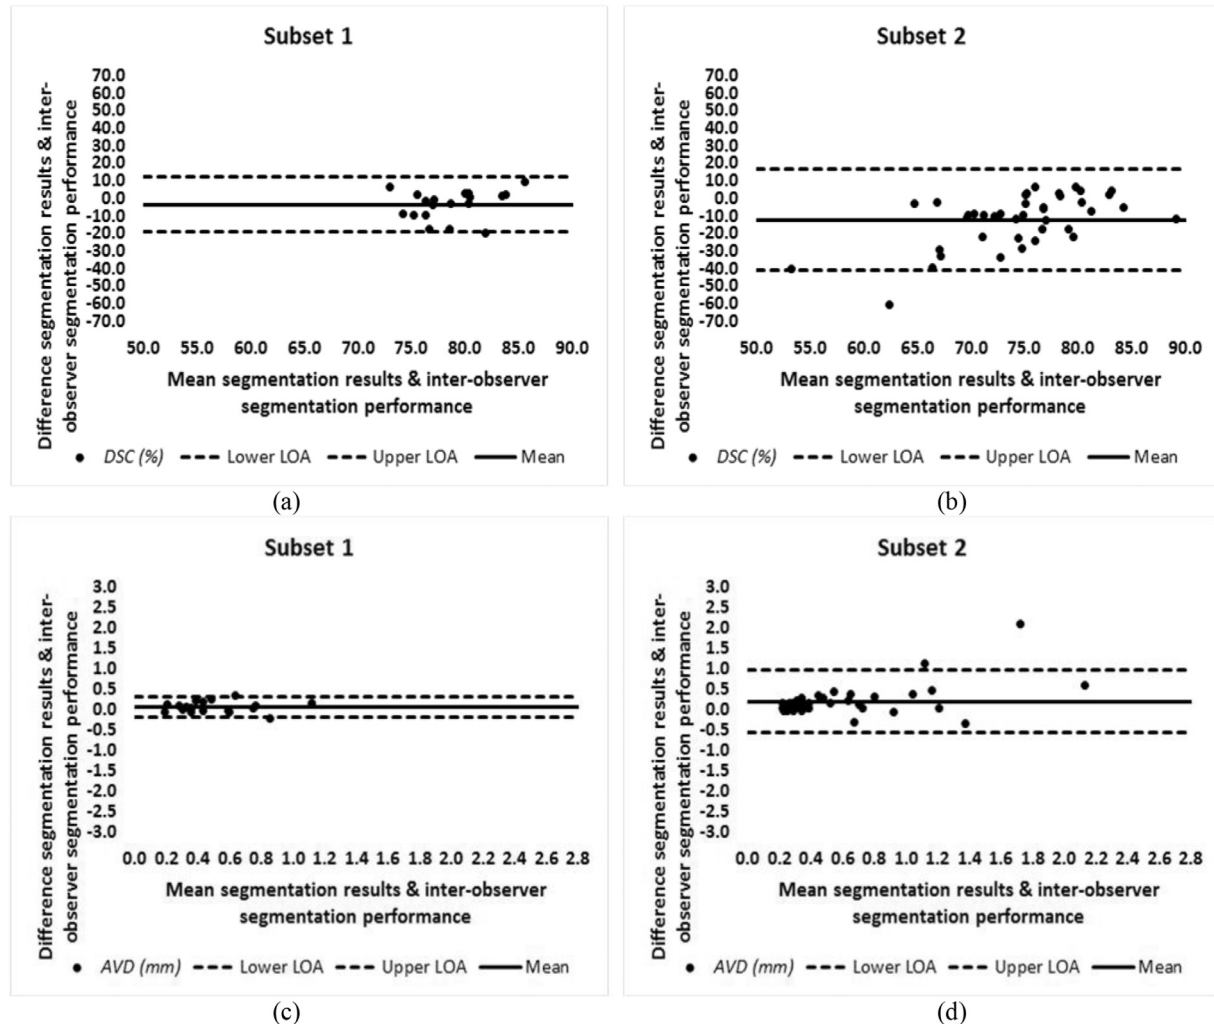 Subset 1
Difference segmentation results & inter-
observer segmentation performance
70.0
60.0
50.0
40.0
30.0
20.0
10.0
0.0
-10.0
-20.0
-30.0
-40.0
-50.0
-60.0
-70.0
50.0 55.0 60.0 65.0 70.0 75.0 80.0 85.0 90.0
Mean segmentation results & inter-observer
segmentation performance
DSC (%) Lower LOA Upper LOA Mean
(a)
Subset 2
Difference segmentation results & inter-
observer segmentation performance
70.0
60.0
50.0
40.0
30.0
20.0
10.0
0.0
-10.0
-20.0
-30.0
-40.0
-50.0
-60.0
-70.0
50.0 55.0 60.0 65.0 70.0 75.0 80.0 85.0 90.0
Mean segmentation results & inter-observer
segmentation performance
DSC (%) Lower LOA Upper LOA Mean
(b)
Subset 1
Difference segmentation results & inter-
observer segmentation performance
3.0
2.5
2.0
1.5
1.0
0.5
0.0
-0.5
-1.0
-1.5
-2.0
-2.5
-3.0
0.0 0.2 0.4 0.6 0.8 1.0 1.2 1.4 1.6 1.8 2.0 2.2 2.4 2.6 2.8
Mean segmentation results & inter-observer
segmentation performance
AVD (mm) Lower LOA Upper LOA Mean
(c)
Subset 2
Difference segmentation results & inter-
observer segmentation performance
3.0
2.5
2.0
1.5
1.0
0.5
0.0
-0.5
-1.0
-1.5
-2.0
-2.5
-3.0
0.0 0.2 0.4 0.6 0.8 1.0 1.2 1.4 1.6 1.8 2.0 2.2 2.4 2.6 2.8
Mean segmentation results & inter-observer
segmentation performance
AVD (mm) Lower LOA Upper LOA Mean
(d)